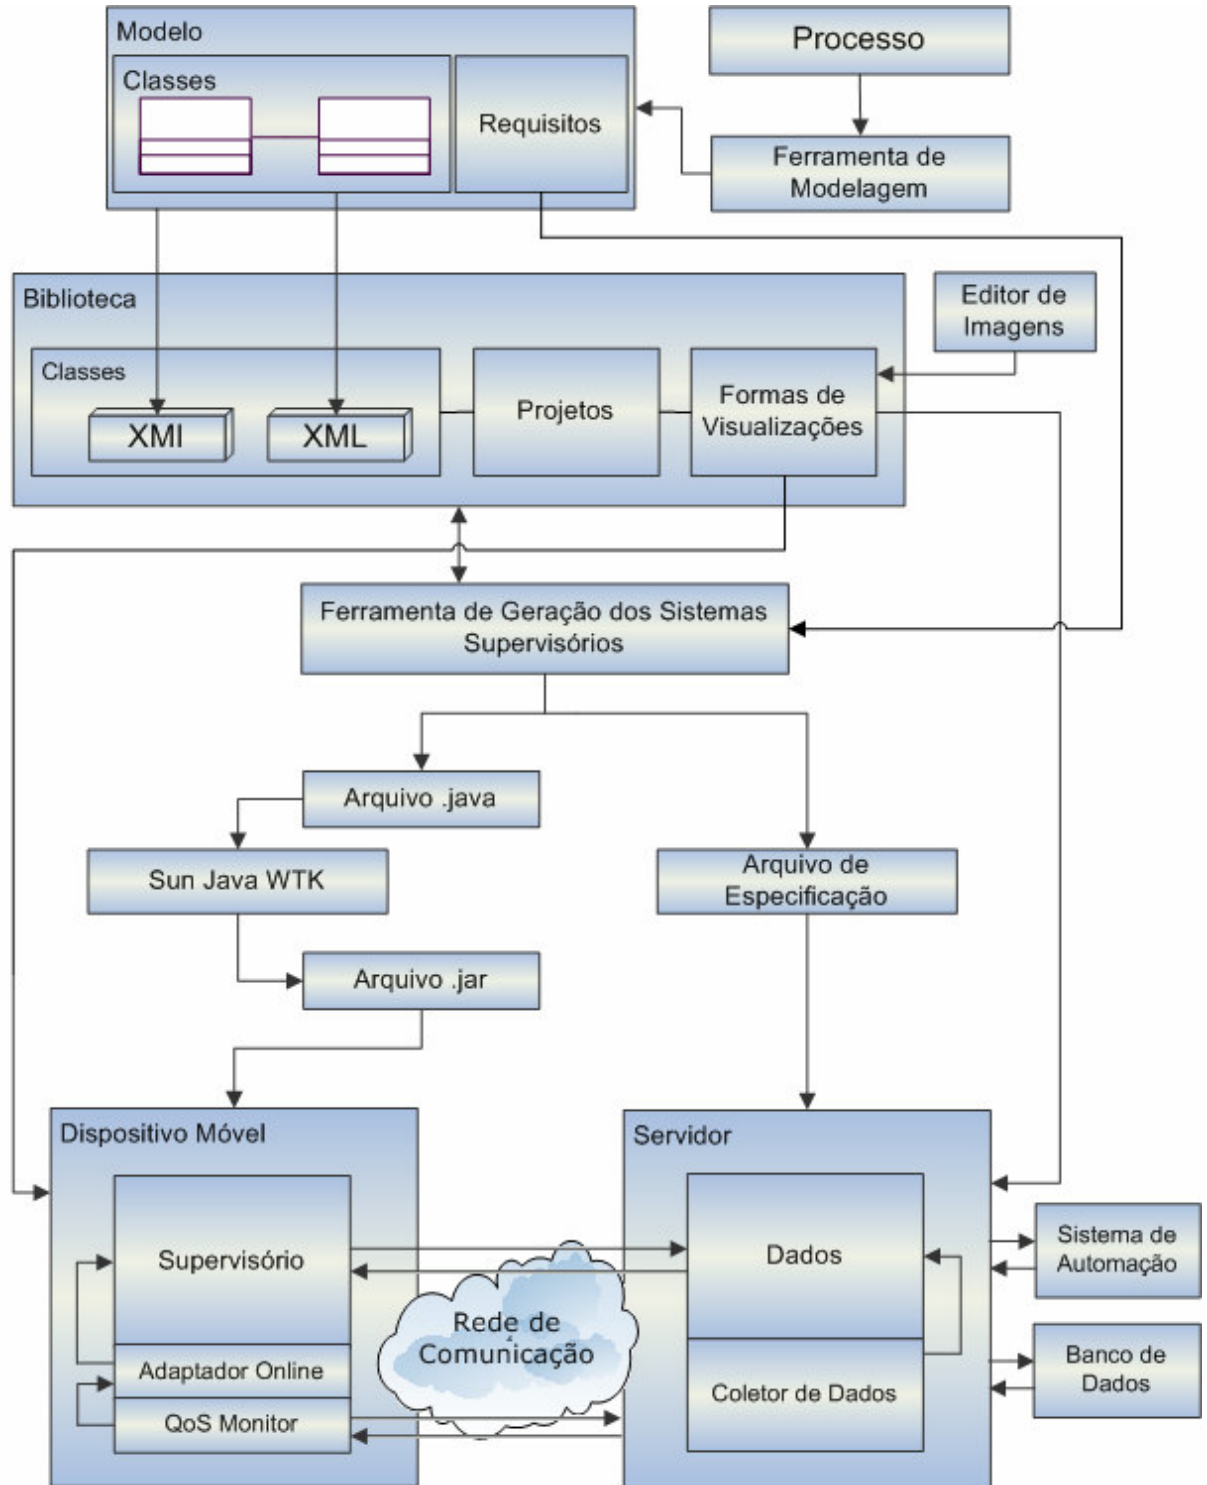 Modelo
Processo
Classes
Requisitos
Ferramenta de
Modelagem
Biblioteca
Editor de
Imagens
Classes
XMI
XML
Projetos
Formas de
Visualizações
Ferramenta de Geração dos Sistemas
Supervisórios
Arquivo .java
Sun Java WTK
Arquivo de
Especificação
Arquivo .jar
Dispositivo Móvel
Servidor
Supervisório
Dados
Sistema de
Automação
Rede de
Comunicação
Adaptador Online
QoS Monitor
Coletor de Dados
Banco de
Dados